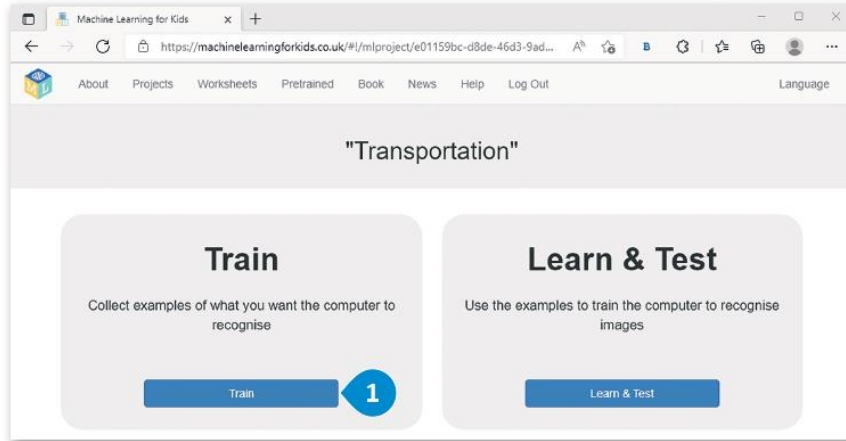 Machine Learning for Kids
https://machinelearningforkids.co.uk/#!/mlproject/e01159bc-d8de-46d3-9ad...
About Projects Worksheets Pretrained Book News Help Log Out Language
"Transportation"
Train
Collect examples of what you want the computer to
recognise
Train
1
Learn & Test
Use the examples to train the computer to recognise
images
Learn & Test